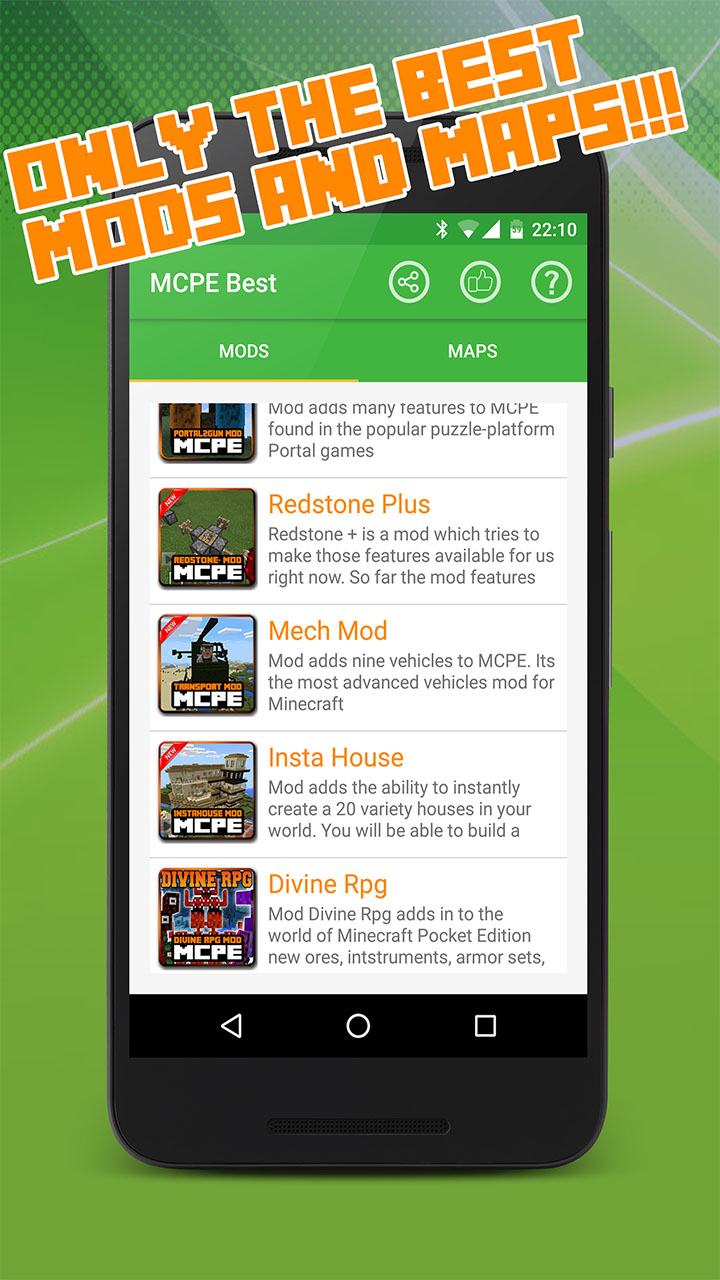 ONLY THE BEST
MODS AND MAPS!!!
22:10
MCPE Best
?
MODS
MAPS
PORTAL2GUN MOD
MCPE
Mod adds many features to MCPE
found in the popular puzzle-platform
Portal games
NEW
REDSTONE+ MOD
MCPE
Redstone Plus
Redstone + is a mod which tries to
make those features available for us
right now. So far the mod features
NEW
TRANSPORT MOD
MCPE
Mech Mod
Mod adds nine vehicles to MCPE. Its
the most advanced vehicles mod for
Minecraft
NEW
INSTAHOUSE MOD
MCPE
Insta House
Mod adds the ability to instantly
create a 20 variety houses in your
world. You will be able to build a
DIVINE RPG
DIVINE RPG MOD
MCPE
Divine Rpg
Mod Divine Rpg adds in to the
world of Minecraft Pocket Edition
new ores, intstruments, armor sets,